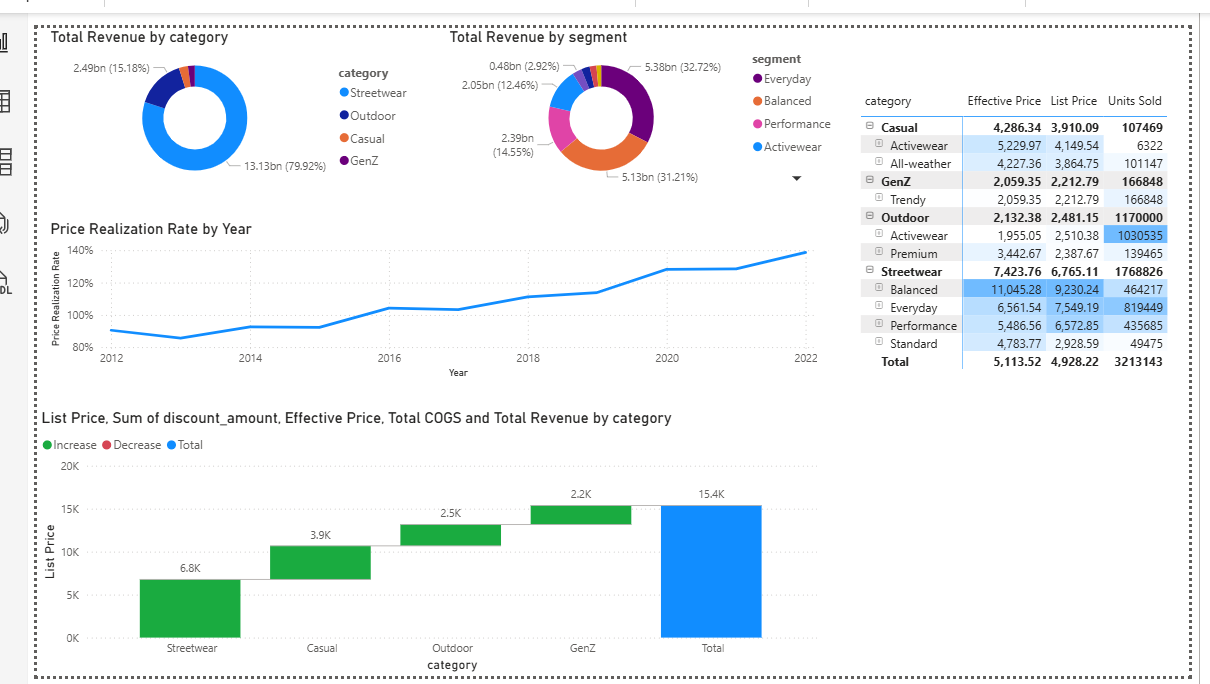 Total Revenue by category
2.49bn (15.18%)
13.13bn (79.92%)
category
Streetwear
Outdoor
Casual
GenZ
Total Revenue by segment
0.48bn (2.92%)
2.05bn (12.46%)
2.39bn
(14.55%)
5.38bn (32.72%)
5.13bn (31.21%)
segment
Everyday
Balanced
Performance
Activewear
category Effective Price List Price Units Sold
Casual 4,286.34 3,910.09 107469
Activewear 5,229.97 4,149.54 6322
All-weather 4,227.36 3,864.75 101147
GenZ 2,059.35 2,212.79 166848
Trendy 2,059.35 2,212.79 166848
Outdoor 2,132.38 2,481.15 1170000
Activewear 1,955.05 2,510.38 1030535
Premium 3,442.67 2,387.67 139465
Streetwear 7,423.76 6,765.11 1768826
Balanced 11,045.28 9,230.24 464217
Everyday 6,561.54 7,549.19 819449
Performance 5,486.56 6,572.85 435685
Standard 4,783.77 2,928.59 49475
Total 5,113.52 4,928.22 3213143
Price Realization Rate by Year
Price Realization Rate
140%
120%
100%
80%
2012 2014 2016 2018 2020 2022
Year
List Price, Sum of discount_amount, Effective Price, Total COGS and Total Revenue by category
Increase Decrease Total
List Price
20K
15K
10K
5K
0K
6.8K
3.9K
2.5K
2.2K
15.4K
Streetwear Casual Outdoor GenZ Total
category